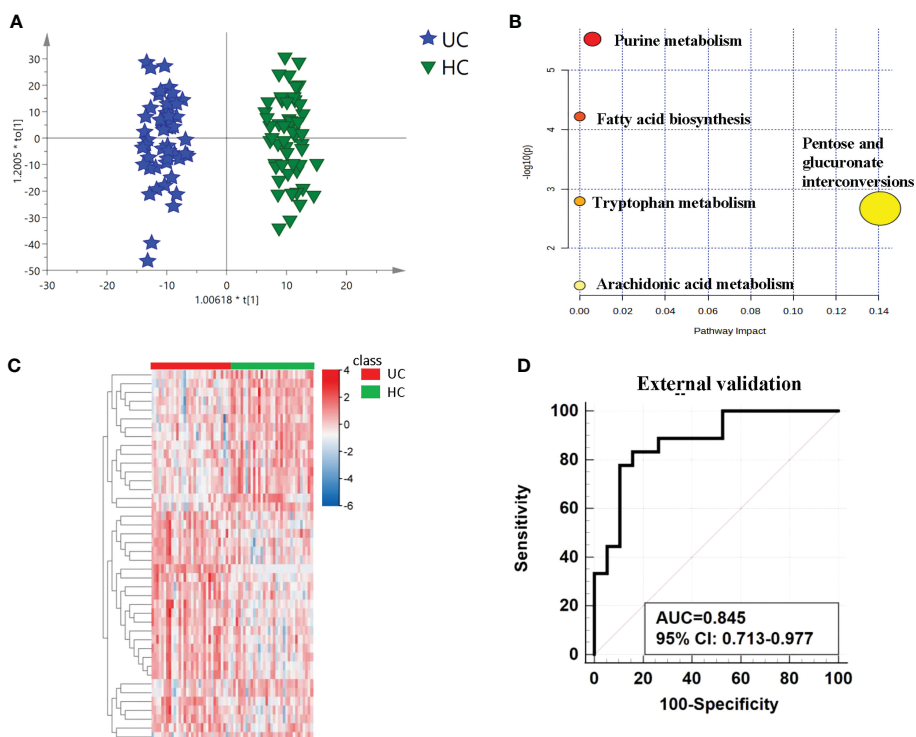 A
UC
HC
30
20
10
0
-10
-20
-30
-40
-50
1.2005 * to[1]
-30
-20
-10
0
10
20
1.00618 * t[1]
B
Purine metabolism
Fatty acid biosynthesis
Pentose and
glucuronate
interconversions
Tryptophan metabolism
Arachidonic acid metabolism
5
4
3
2
-log10(p)
0.00 0.02 0.04 0.06 0.08 0.10 0.12 0.14
Pathway Impact
C
class
UC
HC
4
2
0
-2
-4
-6
D
External validation
100
80
60
40
20
0
Sensitivity
AUC=0.845
95% CI: 0.713-0.977
0 20 40 60 80 100
100-Specificity